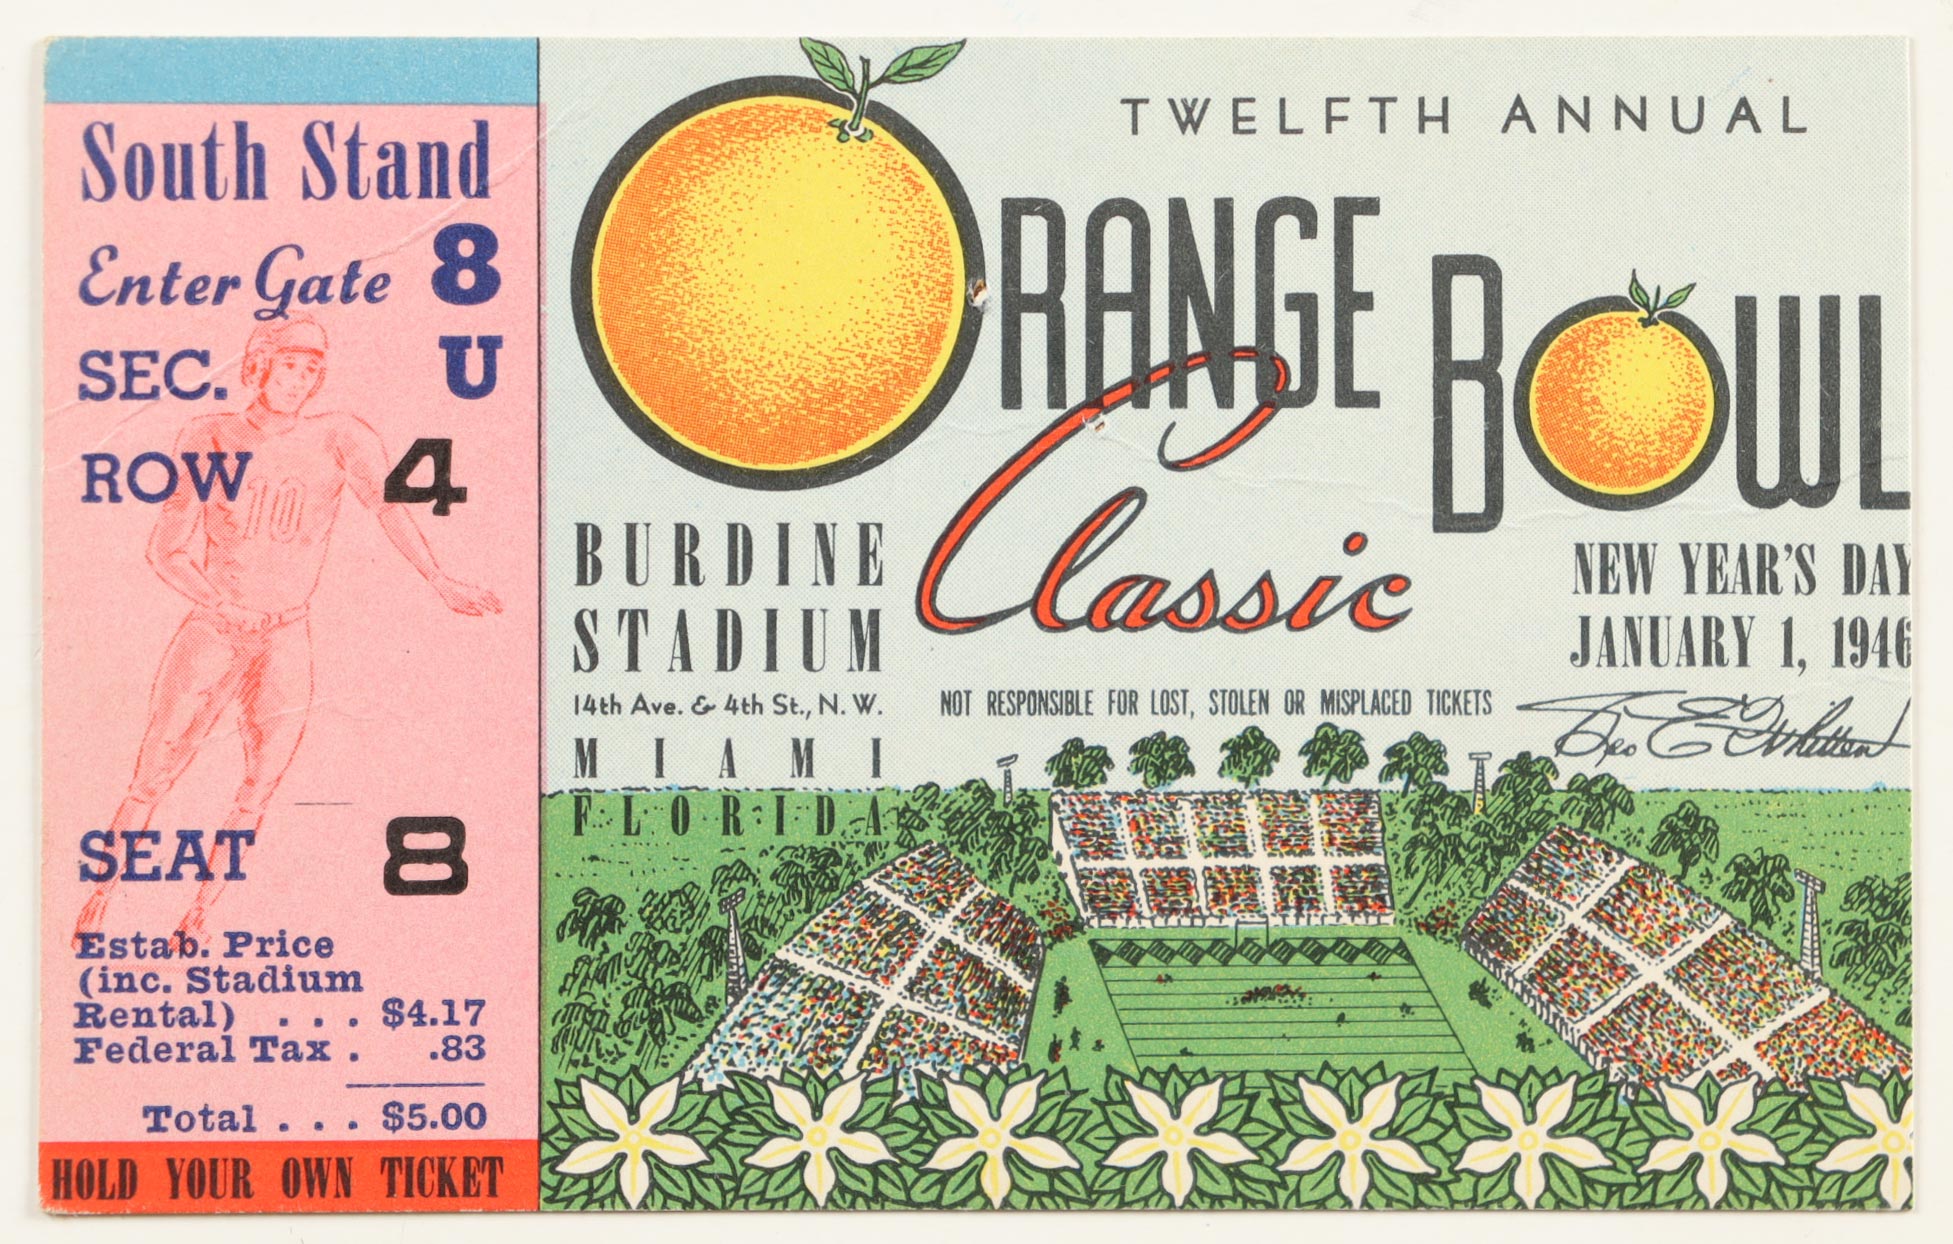 South Stand
Enter Gate 8
SEC. U
ROW 4
10
SEAT 8
Estab. Price
(inc. Stadium
Rental) . . . $4.17
Federal Tax . .83
Total . . . $5.00
HOLD YOUR OWN TICKET
TWELFTH ANNUAL
ORANGE
BOWL
Classic
BURDINE
STADIUM
14th Ave. & 4th St., N. W.
MIAMI
FLORIDA
NEW YEAR'S DAY
JANUARY 1, 1946
NOT RESPONSIBLE FOR LOST, STOLEN OR MISPLACED TICKETS
Geo E Whitten